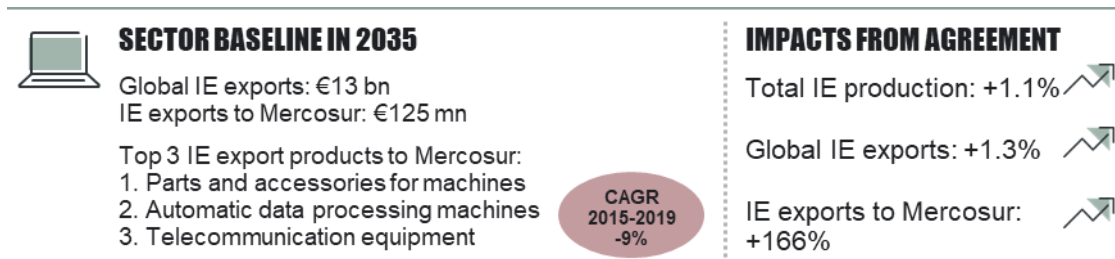 SECTOR BASELINE IN 2035
Global IE exports: €13 bn
IE exports to Mercosur: €125 mn
Top 3 IE export products to Mercosur:
1. Parts and accessories for machines
2. Automatic data processing machines
3. Telecommunication equipment
CAGR
2015-2019
-9%
IMPACTS FROM AGREEMENT
Total IE production: +1.1%
Global IE exports: +1.3%
IE exports to Mercosur:
+166%